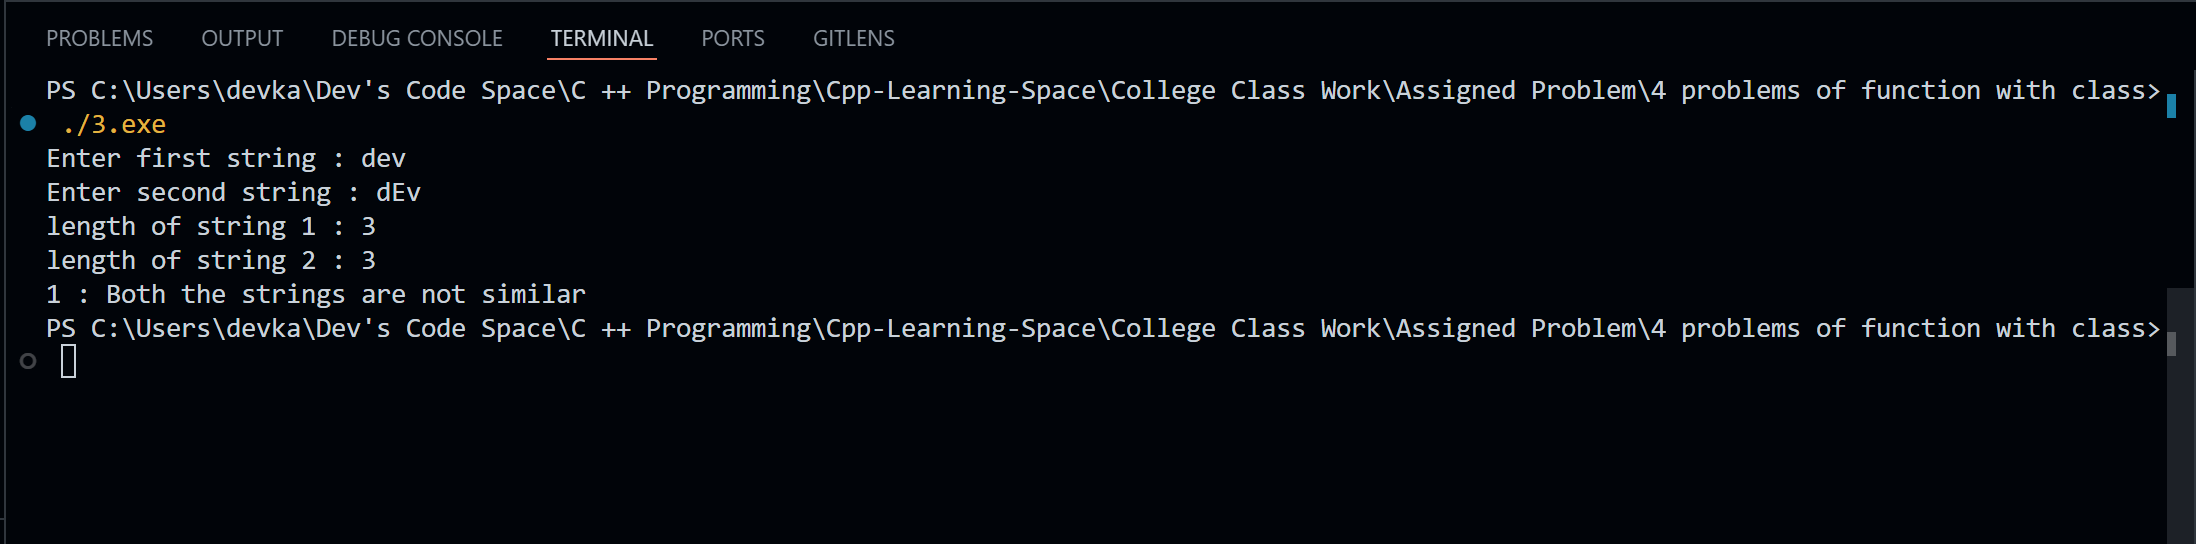 PROBLEMS OUTPUT DEBUG CONSOLE TERMINAL PORTS GITLENS
PS C:\Users\devka\Dev's Code Space\C ++ Programming\Cpp-Learning-Space\College Class Work\Assigned Problem\4 problems of function with class>
./3.exe
Enter first string : dev
Enter second string : dEv
length of string 1 : 3
length of string 2 : 3
1 : Both the strings are not similar
PS C:\Users\devka\Dev's Code Space\C ++ Programming\Cpp-Learning-Space\College Class Work\Assigned Problem\4 problems of function with class>